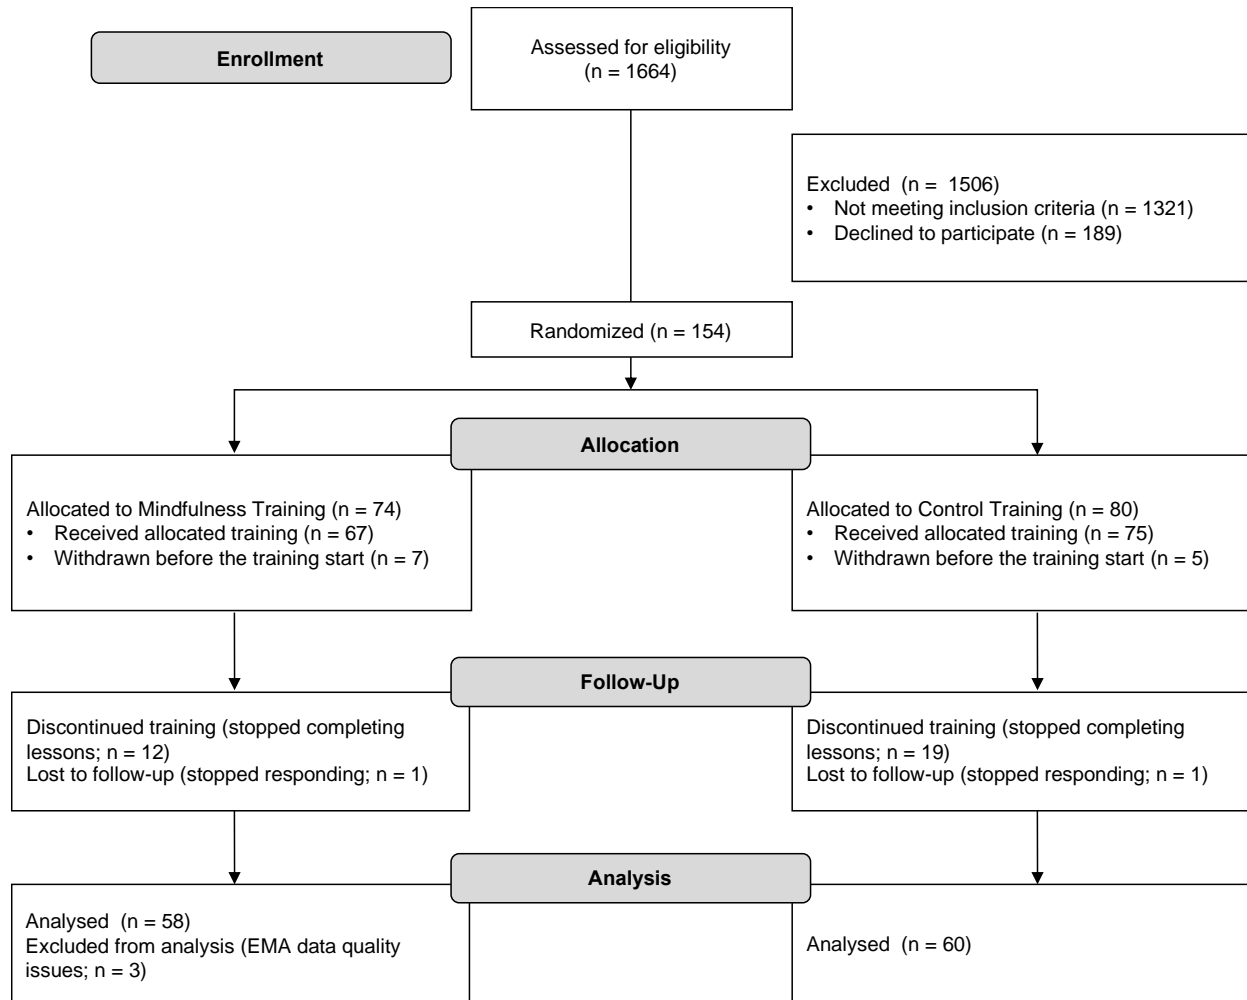 Enrollment
Assessed for eligibility
(n = 1664)
Excluded (n = 1506)
• Not meeting inclusion criteria (n = 1321)
• Declined to participate (n = 189)
Randomized (n = 154)
Allocation
Allocated to Mindfulness Training (n = 74)
• Received allocated training (n = 67)
• Withdrawn before the training start (n = 7)
Allocated to Control Training (n = 80)
• Received allocated training (n = 75)
• Withdrawn before the training start (n = 5)
Follow-Up
Discontinued training (stopped completing
lessons; n = 12)
Lost to follow-up (stopped responding; n = 1)
Discontinued training (stopped completing
lessons; n = 19)
Lost to follow-up (stopped responding; n = 1)
Analysis
Analysed (n = 58)
Excluded from analysis (EMA data quality
issues; n = 3)
Analysed (n = 60)